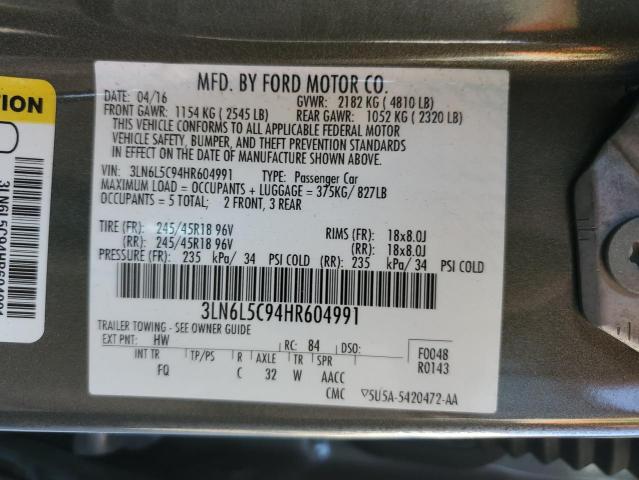 MFD. BY FORD MOTOR CO.
DATE: 04/16 GVWR: 2182 KG ( 4810 LB)
FRONT GAWR: 1154 KG ( 2545 LB) REAR GAWR: 1052 KG ( 2320 LB)
THIS VEHICLE CONFORMS TO ALL APPLICABLE FEDERAL MOTOR
VEHICLE SAFETY, BUMPER, AND THEFT PREVENTION STANDARDS
IN EFFECT ON THE DATE OF MANUFACTURE SHOWN ABOVE.
VIN: 3LN6L5C94HR604991 TYPE: Passenger Car
MAXIMUM LOAD = OCCUPANTS + LUGGAGE = 375KG/ 827LB
OCCUPANTS = 5 TOTAL; 2 FRONT, 3 REAR
TIRE (FR): 245/45R18 96V RIMS (FR): 18x8.0J
(RR): 245/45R18 96V (RR): 18x8.0J
PRESSURE (FR): 235 kPa/ 34 PSI COLD (RR): 235 kPa/ 34 PSI COLD
3LN6L5C94HR604991
TRAILER TOWING - SEE OWNER GUIDE
EXT PNT: HW RC: 84 DSO: F0048
R0143
INT TR TP/PS R AXLE TR SPR
FQ C 32 W AACC
CMC ▽5U5A-5420472-AA
TION
3LN6L5C94HR604991